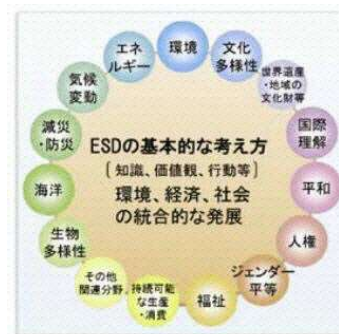 環境
文化
多様性
世界遺産
・地域の
文化財等
国際
理解
平和
人権
ジェンダー
平等
福祉
持続可能
な生産
・消費
その他
関連分野
生物
多様性
海洋
減災
・防災
気候
変動
エネ
ルギー
ESDの基本的な考え方
[知識、価値観、行動等]
環境、経済、社会
の統合的な発展